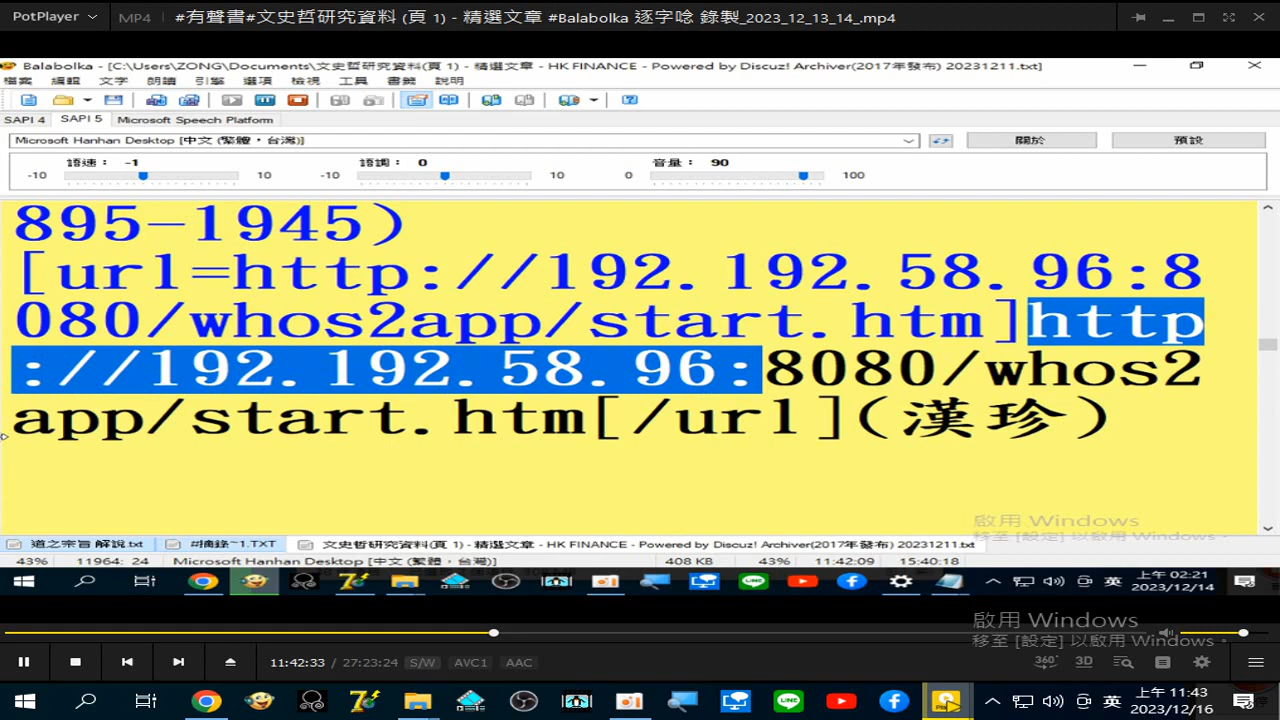 PotPlayer
MP4
#有聲書#文史哲研究資料 (頁 1) - 精選文章 #Balabolka 逐字唸 錄製_2023_12_13_14_.mp4
Balabolka - [C:\Users\ZONG\Documents\文史哲研究資料(頁 1) - 精選文章 - HK FINANCE - Powered by Discuz! Archiver(2017年發布) 20231211.txt]
檔案 編輯 文字 朗讀 引擎 選項 檢視 工具 書籤 說明
SAPI 4 SAPI 5 Microsoft Speech Platform
Microsoft Hanhan Desktop [中文 (繁體，台灣)]
關於 預設
語速： -1 語調： 0 音量： 90
-10 10 -10 10 0 100
895-1945)
[url=http://192.192.58.96:8
080/whos2app/start.htm]http
://192.192.58.96:8080/whos2
app/start.htm[/url](漢珍)
啟用 Windows
移至 [設定] 以啟用 Windows。
道之宗旨 解說.txt #摘錄~1.TXT 文史哲研究資料(頁 1) - 精選文章 - HK FINANCE - Powered by Discuz! Archiver(2017年發布) 20231211.txt
43% 11964: 24 Microsoft Hanhan Desktop [中文 (繁體，台灣)] 408 KB 43% 11:42:09 15:40:18
英 上午 02:21
2023/12/14
啟用 Windows
移至 [設定] 以啟用 Windows。
11:42:33 / 27:23:24 S/W AVC1 AAC
360° 3D
英 上午 11:43
2023/12/16